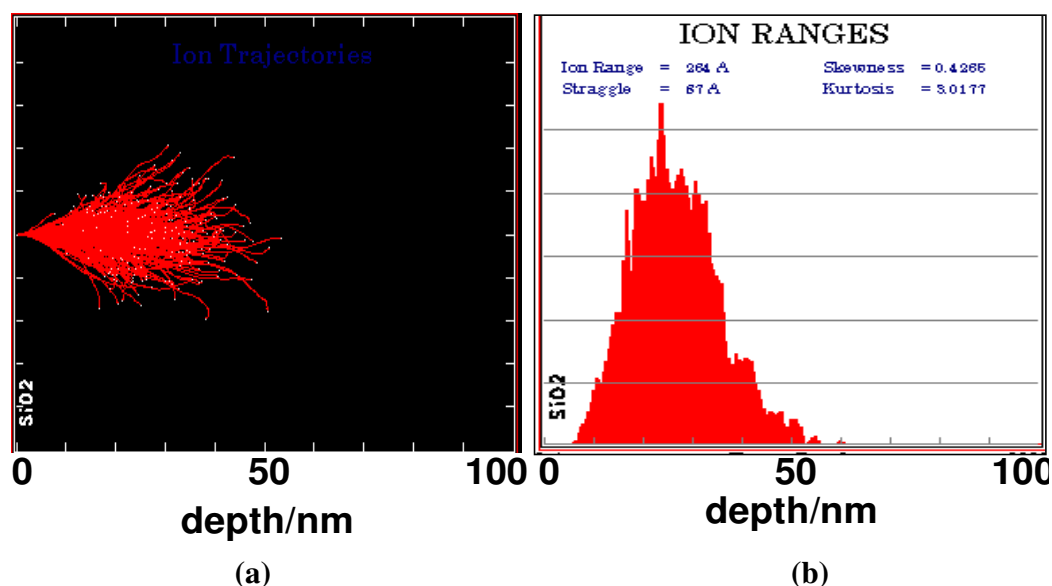 Ion Trajectories
SiO2
0 50 100
depth/nm
(a)
ION RANGES
Ion Range = 264 A Skewness = 0.4265
Straggle = 87 A Kurtosis = 3.0177
SiO2
0 50 100
depth/nm
(b)